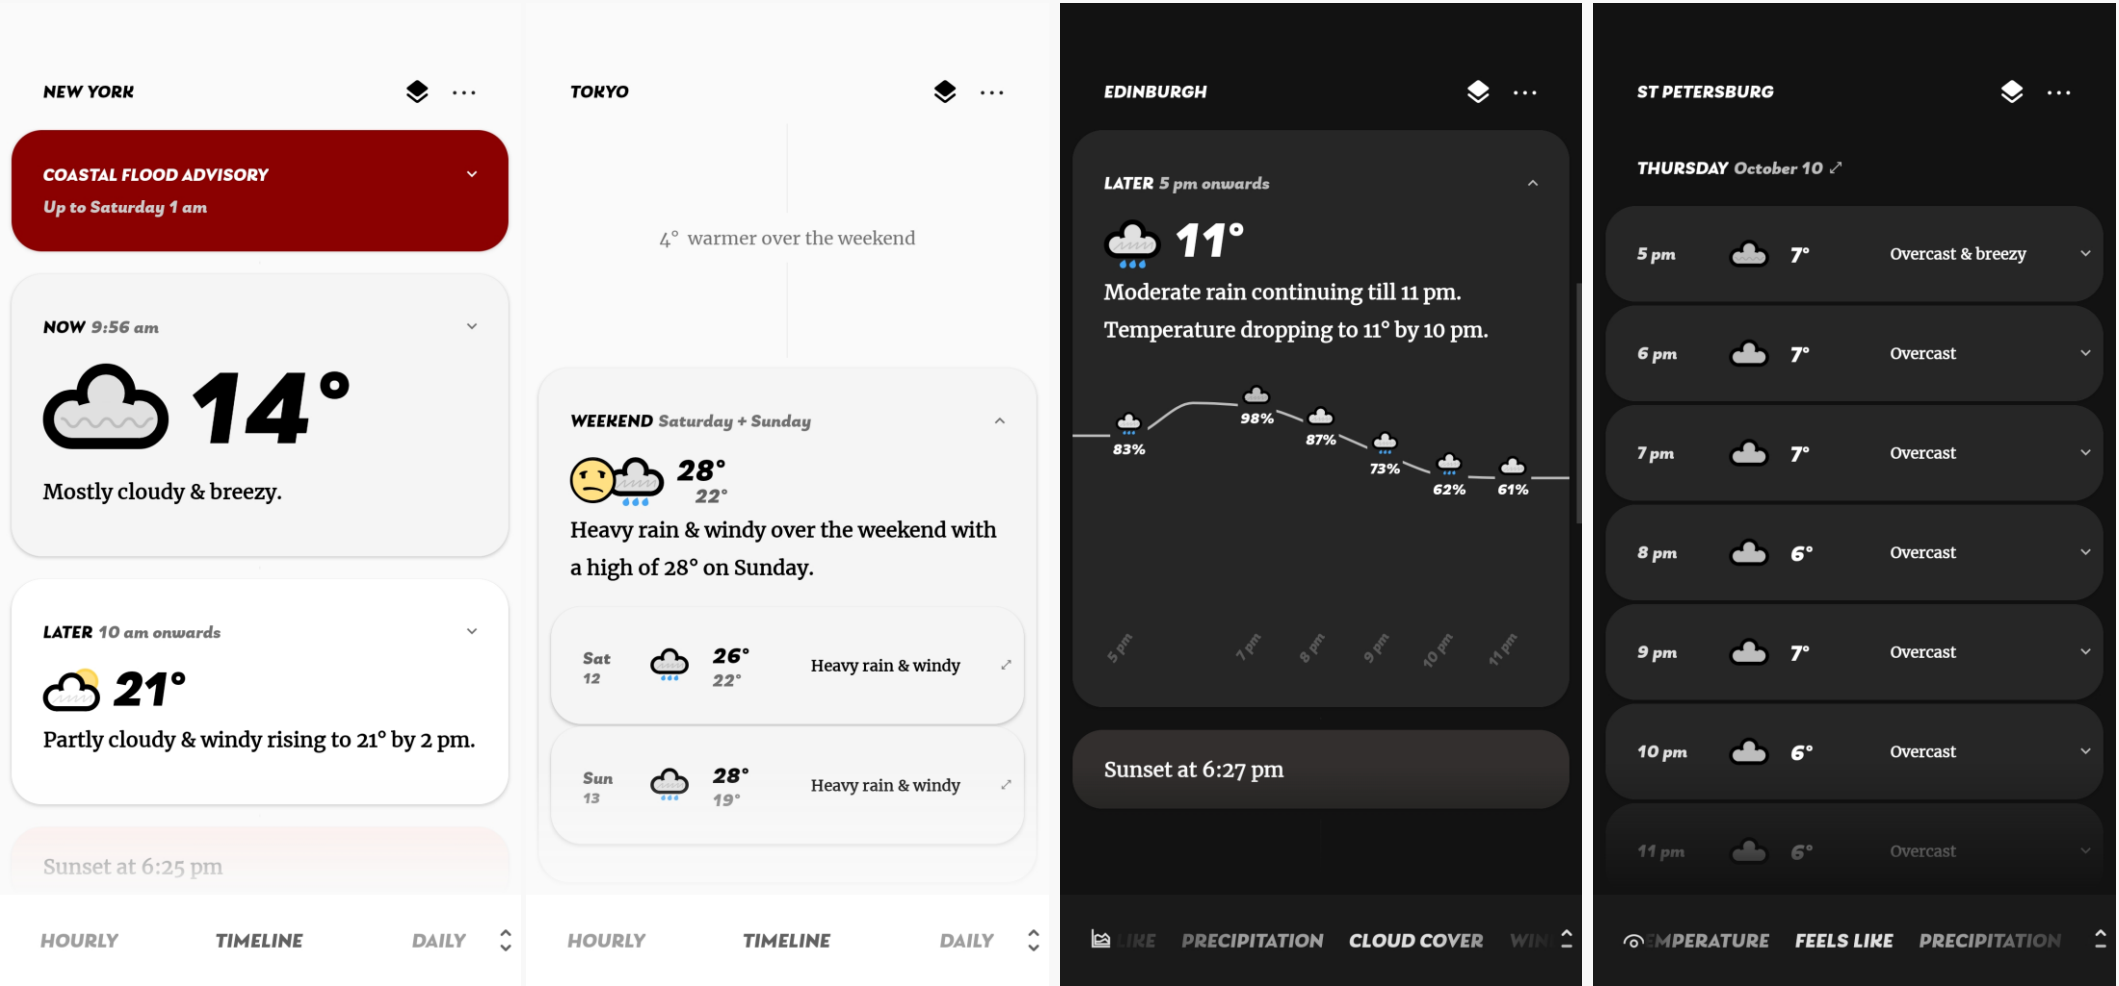 NEW YORK
COASTAL FLOOD ADVISORY
Up to Saturday 1 am
NOW 9:56 am
14°
Mostly cloudy & breezy.
LATER 10 am onwards
21°
Partly cloudy & windy rising to 21° by 2 pm.
Sunset at 6:25 pm
HOURLY TIMELINE DAILY
TOKYO
4° warmer over the weekend
WEEKEND Saturday + Sunday
28°
22°
Heavy rain & windy over the weekend with
a high of 28° on Sunday.
Sat
12
26°
22°
Heavy rain & windy
Sun
13
28°
19°
Heavy rain & windy
HOURLY TIMELINE DAILY
EDINBURGH
LATER 5 pm onwards
11°
Moderate rain continuing till 11 pm.
Temperature dropping to 11° by 10 pm.
83% 98% 87% 73% 62% 61%
5 pm 7 pm 8 pm 9 pm 10 pm 11 pm
Sunset at 6:27 pm
LIKE PRECIPITATION CLOUD COVER WIN
ST PETERSBURG
THURSDAY October 10
5 pm 7° Overcast & breezy
6 pm 7° Overcast
7 pm 7° Overcast
8 pm 6° Overcast
9 pm 7° Overcast
10 pm 6° Overcast
11 pm 6° Overcast
EMPERATURE FEELS LIKE PRECIPITATION